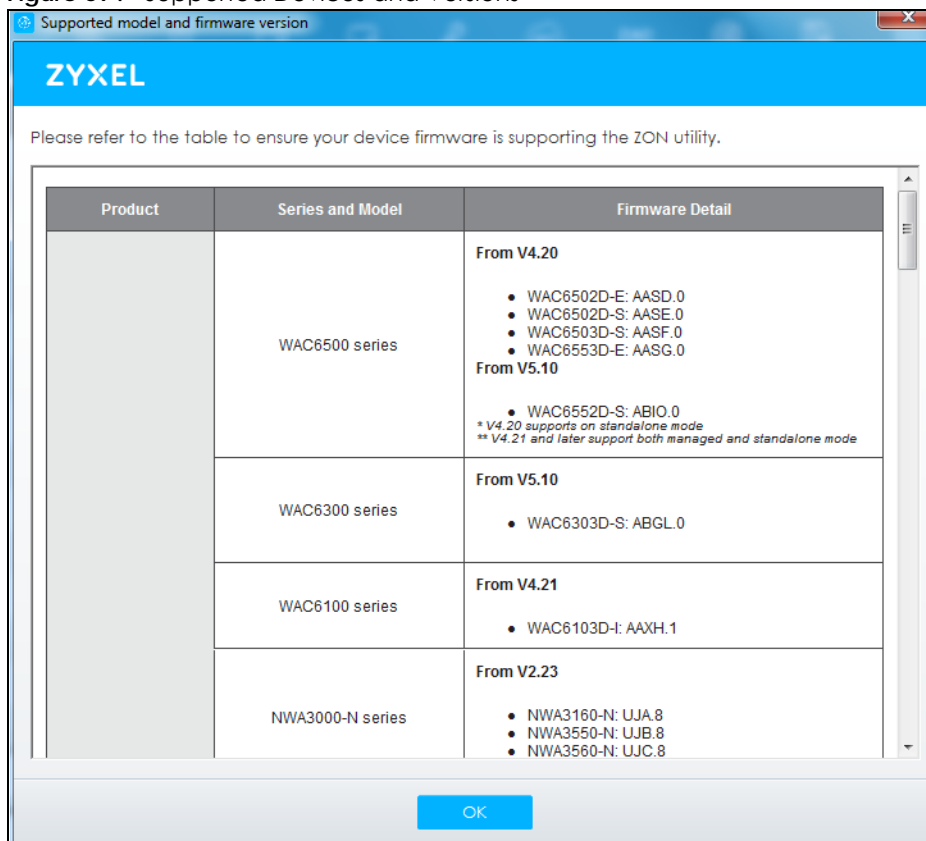 Supported model and firmware version
ZYXEL
Please refer to the table to ensure your device firmware is supporting the ZON utility.
Product Series and Model Firmware Detail
WAC6500 series
From V4.20
● WAC6502D-E: AASD.0
● WAC6502D-S: AASE.0
● WAC6503D-S: AASF.0
● WAC6553D-E: AASG.0
From V5.10
● WAC6552D-S: ABIO.0
* V4.20 supports on standalone mode
** V4.21 and later support both managed and standalone mode
WAC6300 series
From V5.10
● WAC6303D-S: ABGL.0
WAC6100 series
From V4.21
● WAC6103D-I: AAXH.1
NWA3000-N series
From V2.23
● NWA3160-N: UJA.8
● NWA3550-N: UJB.8
● NWA3560-N: UJC.8
OK